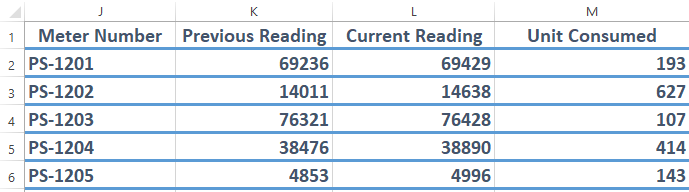 J K L M
1 Meter Number Previous Reading Current Reading Unit Consumed
2 PS-1201 69236 69429 193
3 PS-1202 14011 14638 627
4 PS-1203 76321 76428 107
5 PS-1204 38476 38890 414
6 PS-1205 4853 4996 143